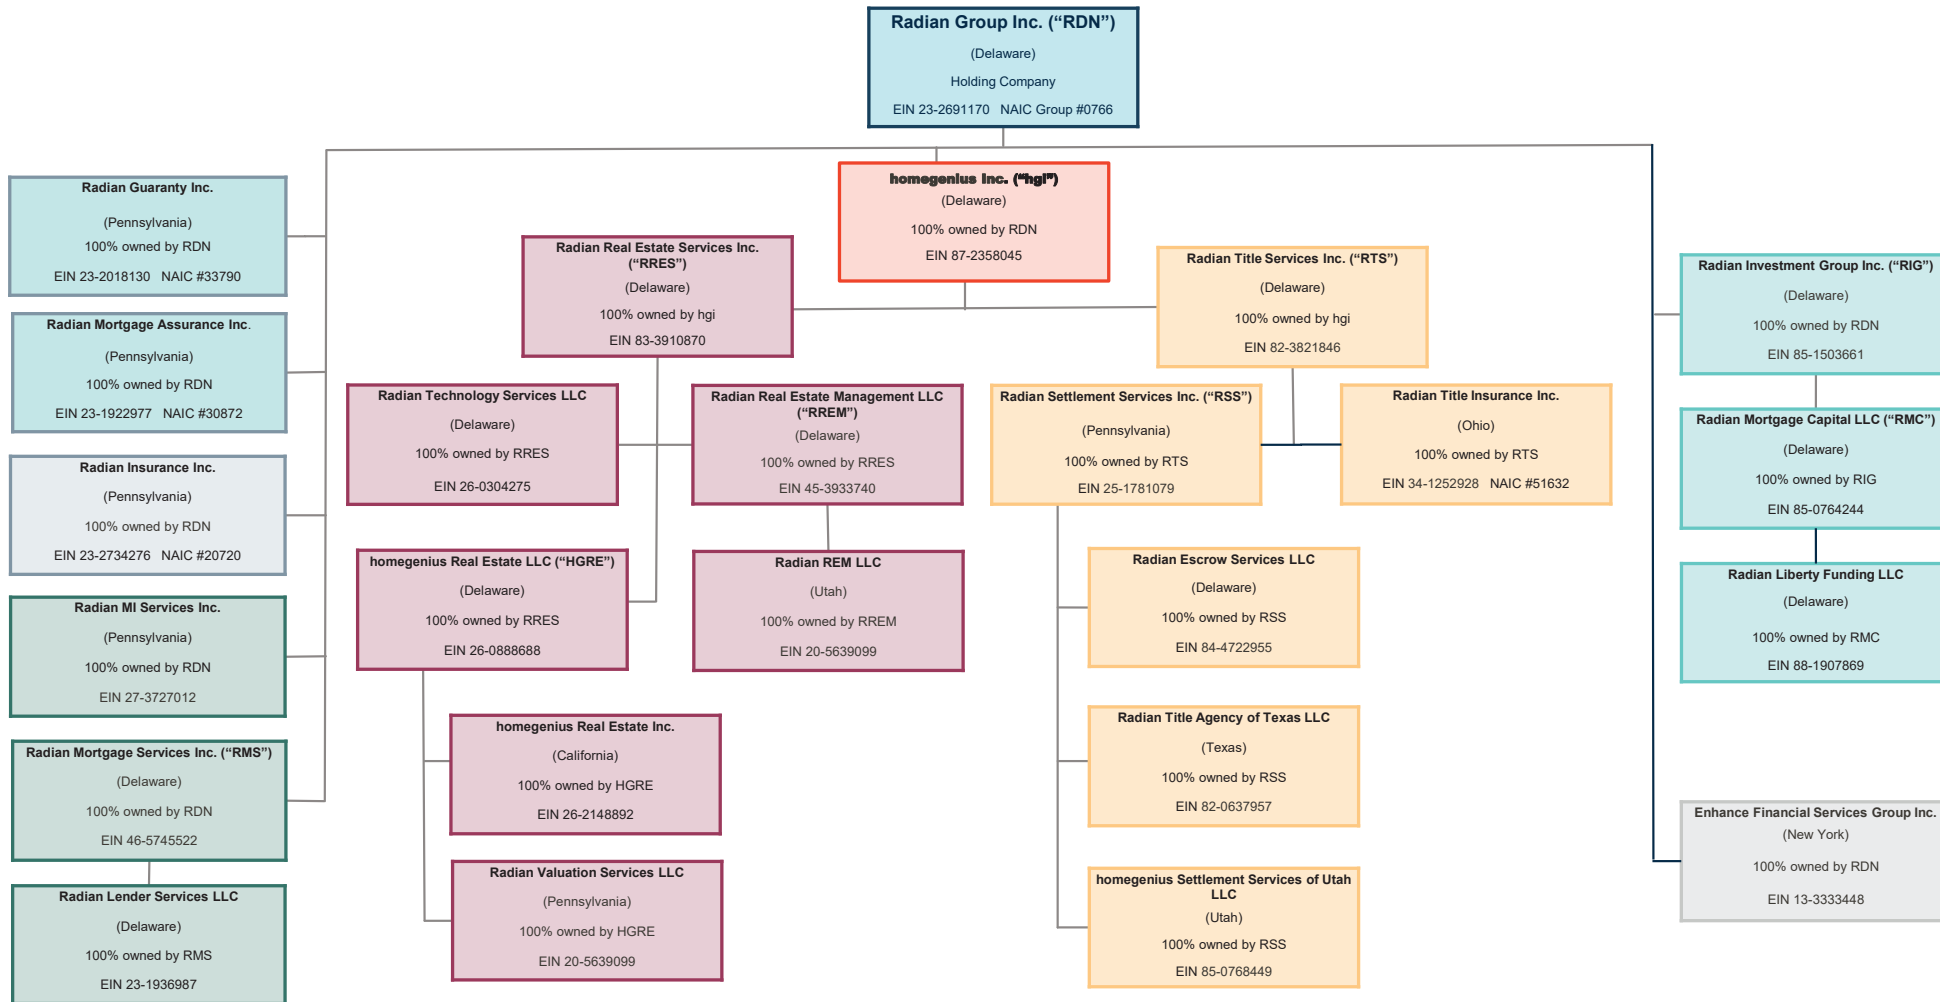 Radian Group Inc. (“RDN”)
(Delaware)
Holding Company
EIN 23-2691170 NAIC Group #0766
Radian Guaranty Inc.
(Pennsylvania)
100% owned by RDN
EIN 23-2018130 NAIC #33790
Radian Mortgage Assurance Inc.
(Pennsylvania)
100% owned by RDN
EIN 23-1922977 NAIC #30872
Radian Insurance Inc.
(Pennsylvania)
100% owned by RDN
EIN 23-2734276 NAIC #20720
Radian MI Services Inc.
(Pennsylvania)
100% owned by RDN
EIN 27-3727012
Radian Mortgage Services Inc. (“RMS”)
(Delaware)
100% owned by RDN
EIN 46-5745522
Radian Lender Services LLC
(Delaware)
100% owned by RMS
EIN 23-1936987
homegenius Inc. (“hgi”)
(Delaware)
100% owned by RDN
EIN 87-2358045
Radian Real Estate Services Inc.
(“RRES”)
(Delaware)
100% owned by hgi
EIN 83-3910870
Radian Technology Services LLC
(Delaware)
100% owned by RRES
EIN 26-0304275
Radian Real Estate Management LLC
(“RREM”)
(Delaware)
100% owned by RRES
EIN 45-3933740
homegenius Real Estate LLC (“HGRE”)
(Delaware)
100% owned by RRES
EIN 26-0888688
Radian REM LLC
(Utah)
100% owned by RREM
EIN 20-5639099
homegenius Real Estate Inc.
(California)
100% owned by HGRE
EIN 26-2148892
Radian Valuation Services LLC
(Pennsylvania)
100% owned by HGRE
EIN 20-5639099
Radian Title Services Inc. (“RTS”)
(Delaware)
100% owned by hgi
EIN 82-3821846
Radian Settlement Services Inc. (“RSS”)
(Pennsylvania)
100% owned by RTS
EIN 25-1781079
Radian Title Insurance Inc.
(Ohio)
100% owned by RTS
EIN 34-1252928 NAIC #51632
Radian Escrow Services LLC
(Delaware)
100% owned by RSS
EIN 84-4722955
Radian Title Agency of Texas LLC
(Texas)
100% owned by RSS
EIN 82-0637957
homegenius Settlement Services of Utah
LLC
(Utah)
100% owned by RSS
EIN 85-0768449
Radian Investment Group Inc. (“RIG”)
(Delaware)
100% owned by RDN
EIN 85-1503661
Radian Mortgage Capital LLC (“RMC”)
(Delaware)
100% owned by RIG
EIN 85-0764244
Radian Liberty Funding LLC
(Delaware)
100% owned by RMC
EIN 88-1907869
Enhance Financial Services Group Inc.
(New York)
100% owned by RDN
EIN 13-3333448